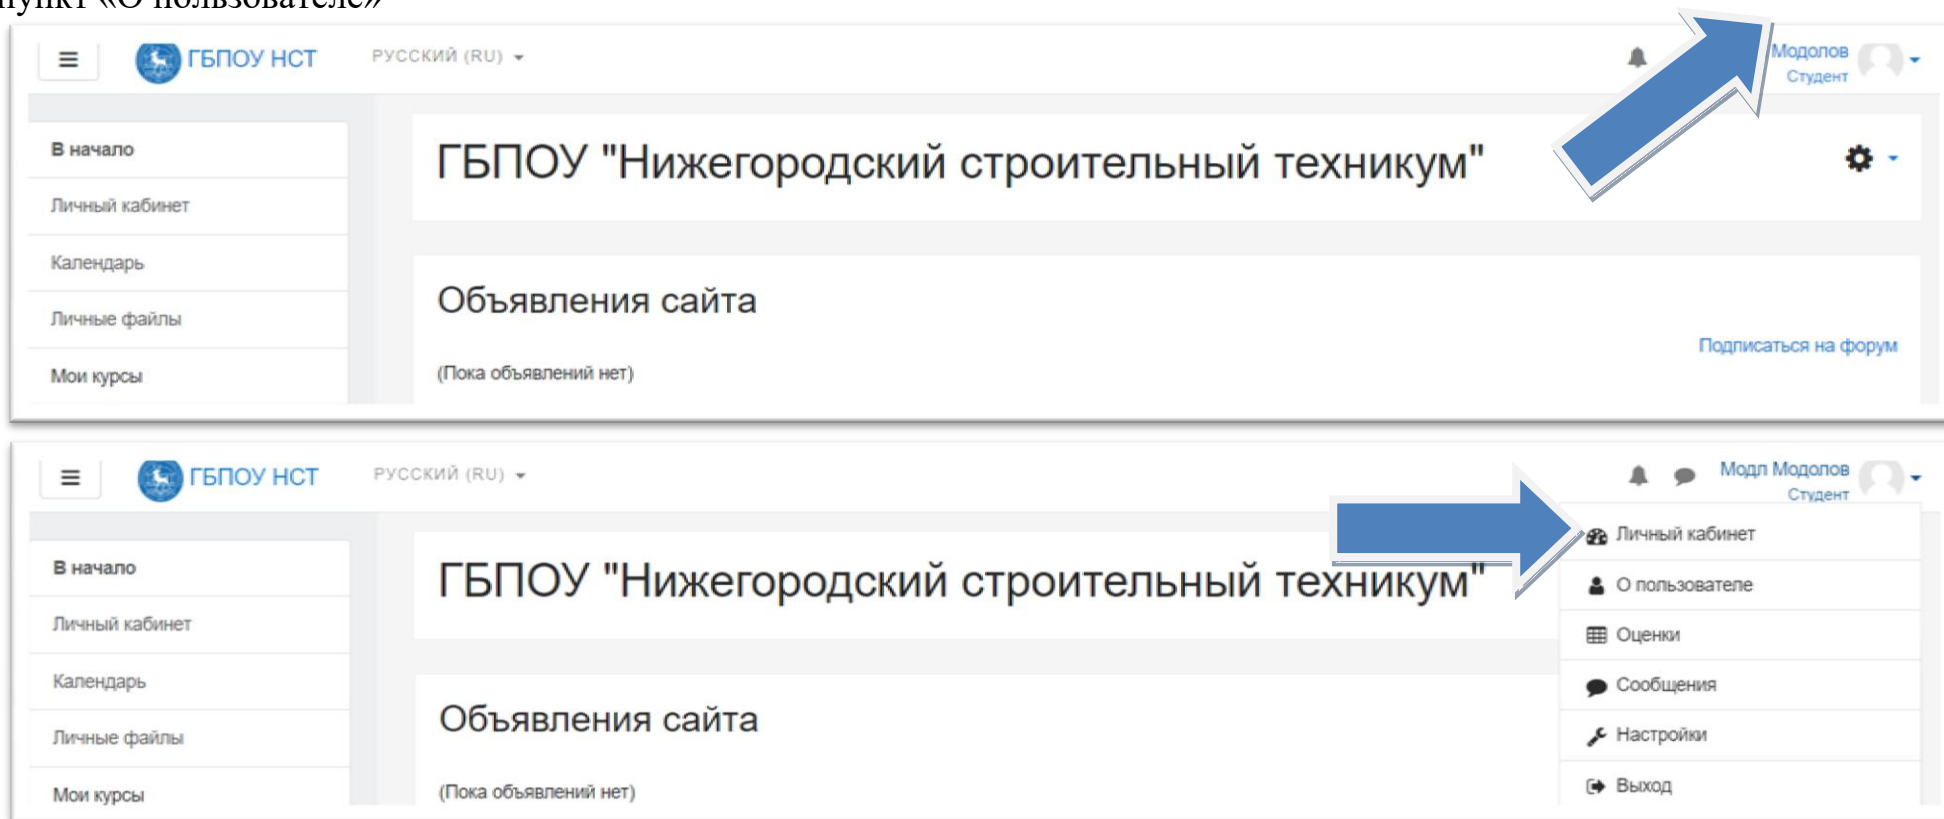 пункт «О пользователе»
ГБПОУ НСТ
РУССКИЙ (RU)
Модолов
Студент
В начало
Личный кабинет
Календарь
Личные файлы
Мои курсы
ГБПОУ "Нижегородский строительный техникум"
Объявления сайта
Подписаться на форум
(Пока объявлений нет)
ГБПОУ НСТ
РУССКИЙ (RU)
Модл Модолов
Студент
В начало
Личный кабинет
Календарь
Личные файлы
Мои курсы
ГБПОУ "Нижегородский строительный техникум"
Объявления сайта
(Пока объявлений нет)
Личный кабинет
О пользователе
Оценки
Сообщения
Настройки
Выход